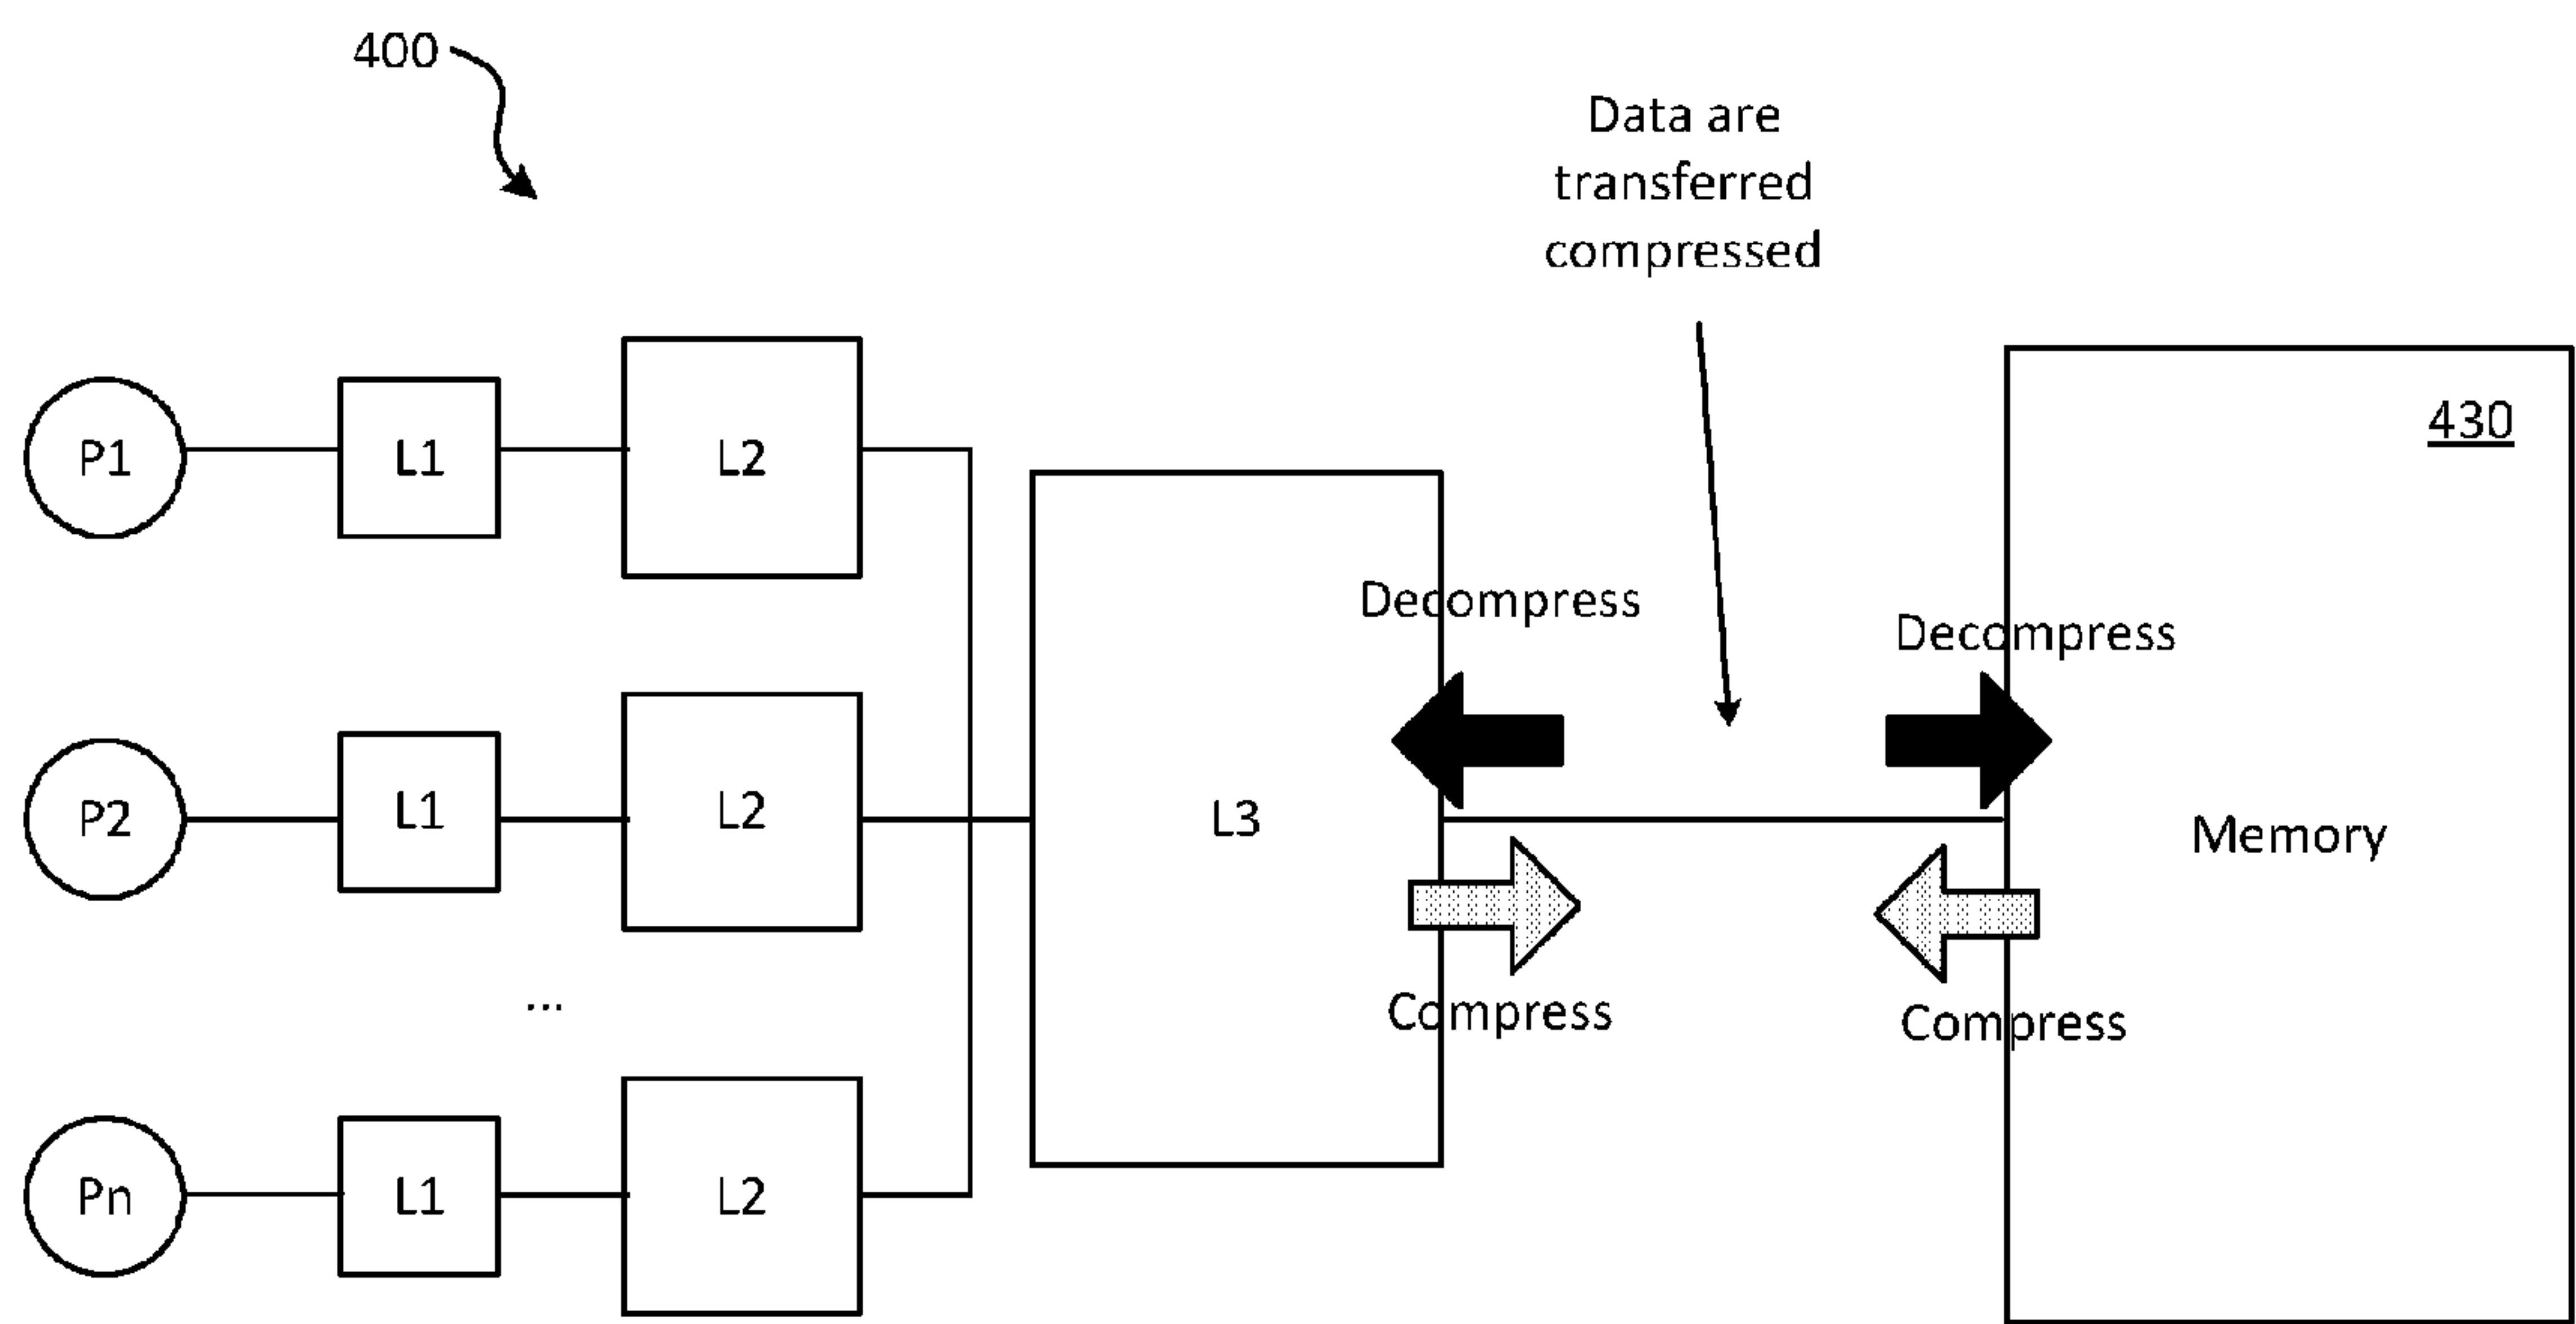 400
Data are
transferred
compressed
430
P1
L1
L2
Decompress
Decompress
P2
L1
L2
L3
Memory
...
Compress
Compress
Pn
L1
L2